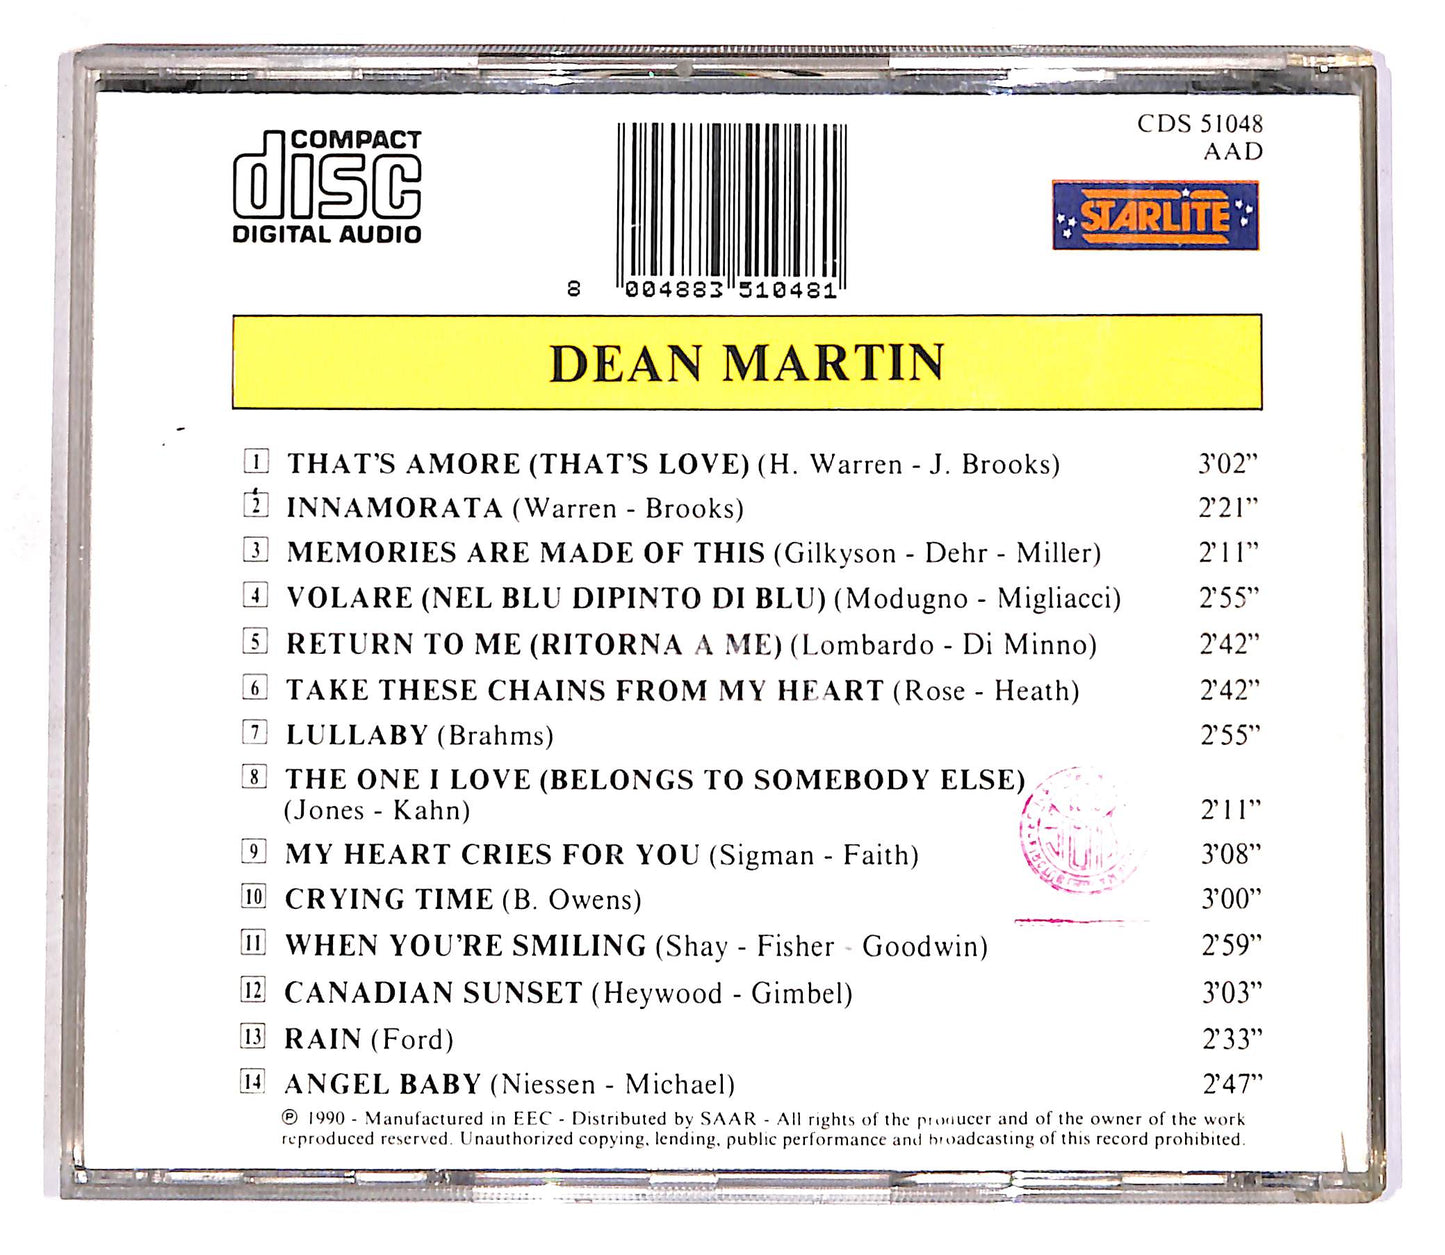 COMPACT
disc
DIGITAL AUDIO
8 004883 510481
CDS 51048
AAD
STARLITE
DEAN MARTIN
1 THAT'S AMORE (THAT'S LOVE) (H. Warren - J. Brooks) 3'02"
2 INNAMORATA (Warren - Brooks) 2'21"
3 MEMORIES ARE MADE OF THIS (Gilkyson - Dehr - Miller) 2'11"
4 VOLARE (NEL BLU DIPINTO DI BLU) (Modugno - Migliacci) 2'55"
5 RETURN TO ME (RITORNA A ME) (Lombardo - Di Minno) 2'42"
6 TAKE THESE CHAINS FROM MY HEART (Rose - Heath) 2'42"
7 LULLABY (Brahms) 2'55"
8 THE ONE I LOVE (BELONGS TO SOMEBODY ELSE)
(Jones - Kahn) 2'11"
9 MY HEART CRIES FOR YOU (Sigman - Faith) 3'08"
10 CRYING TIME (B. Owens) 3'00"
11 WHEN YOU'RE SMILING (Shay - Fisher - Goodwin) 2'59"
12 CANADIAN SUNSET (Heywood - Gimbel) 3'03"
13 RAIN (Ford) 2'33"
14 ANGEL BABY (Niessen - Michael) 2'47"
℗ 1990 - Manufactured in EEC - Distributed by SAAR - All rights of the producer and of the owner of the work
reproduced reserved. Unauthorized copying, lending, public performance and broadcasting of this record prohibited.